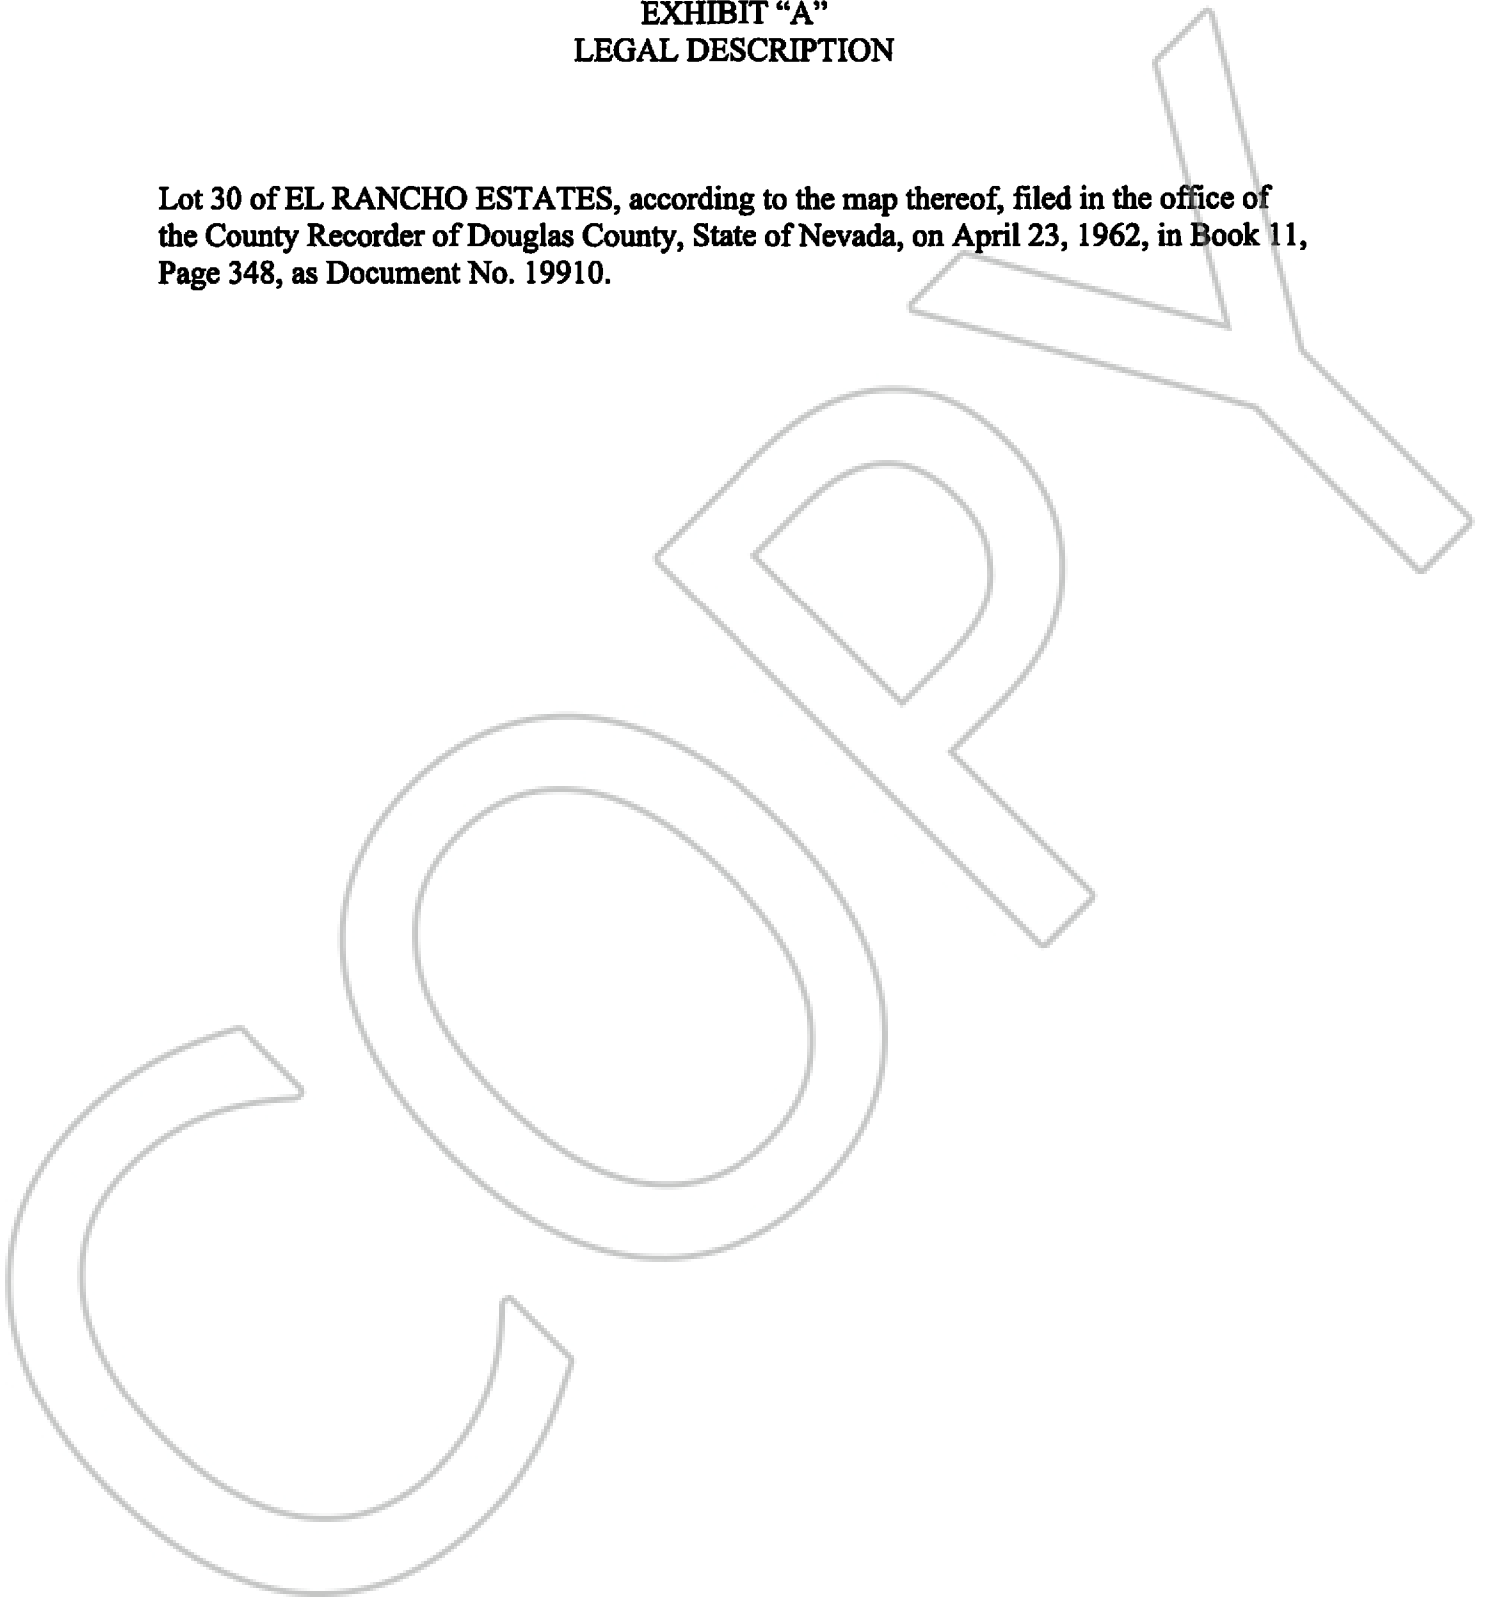 EXHIBIT “A”
LEGAL DESCRIPTION
Lot 30 of EL RANCHO ESTATES, according to the map thereof, filed in the office of
the County Recorder of Douglas County, State of Nevada, on April 23, 1962, in Book 11,
Page 348, as Document No. 19910.
COPY